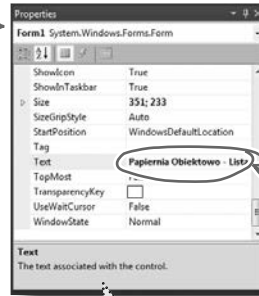 Properties
Form1 System.Windows.Forms.Form
ShowIcon True
ShowInTaskbar True
Size 351; 233
SizeGripStyle Auto
StartPosition WindowsDefaultLocation
Tag
Text Papiernia Obiektowo - Lista
TopMost
TransparencyKey
UseWaitCursor False
WindowState Normal
Text
The text associated with the control.